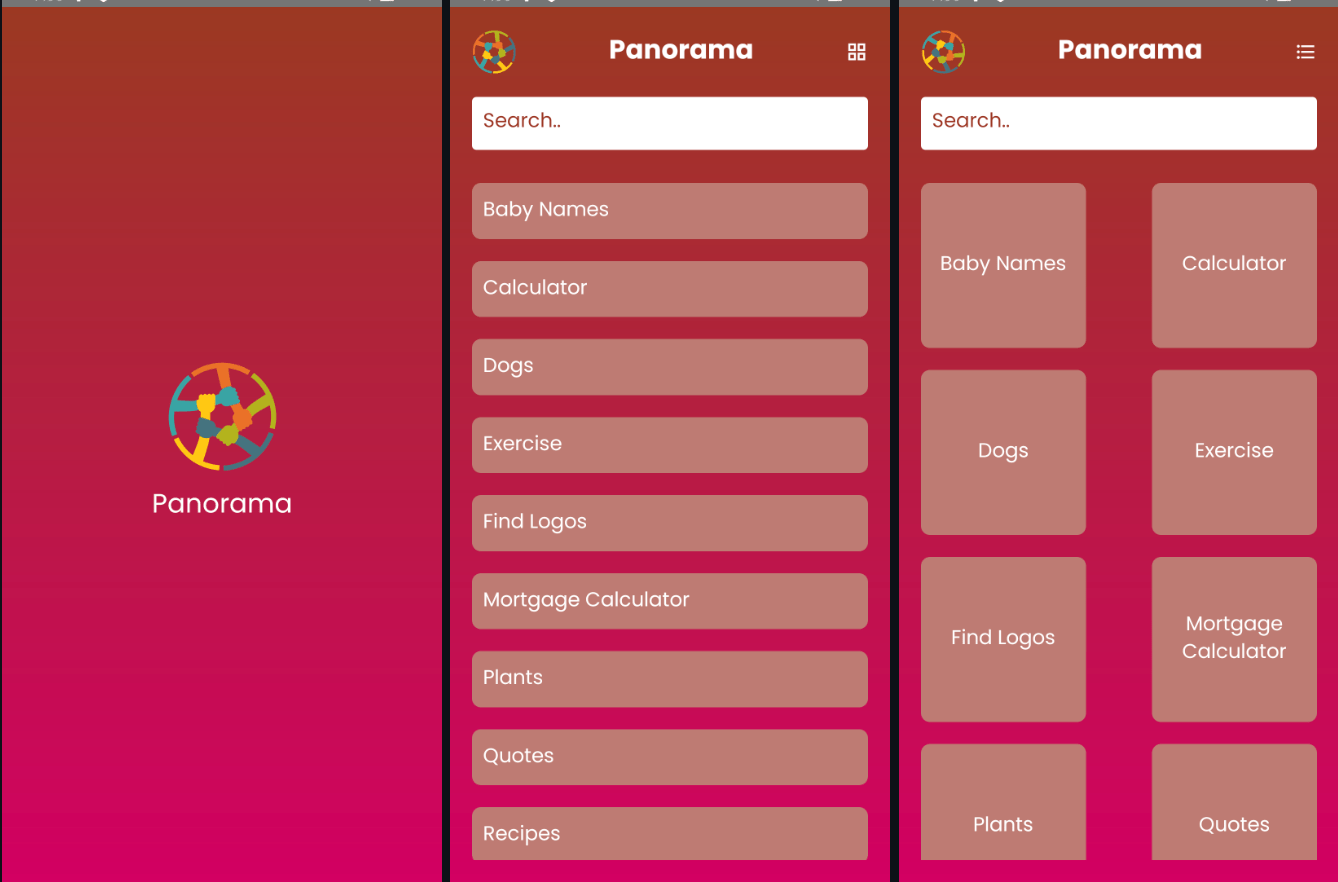 Panorama
Panorama
Search..
Baby Names
Calculator
Dogs
Exercise
Find Logos
Mortgage Calculator
Plants
Quotes
Recipes
Panorama
Search..
Baby Names
Calculator
Dogs
Exercise
Find Logos
Mortgage
Calculator
Plants
Quotes